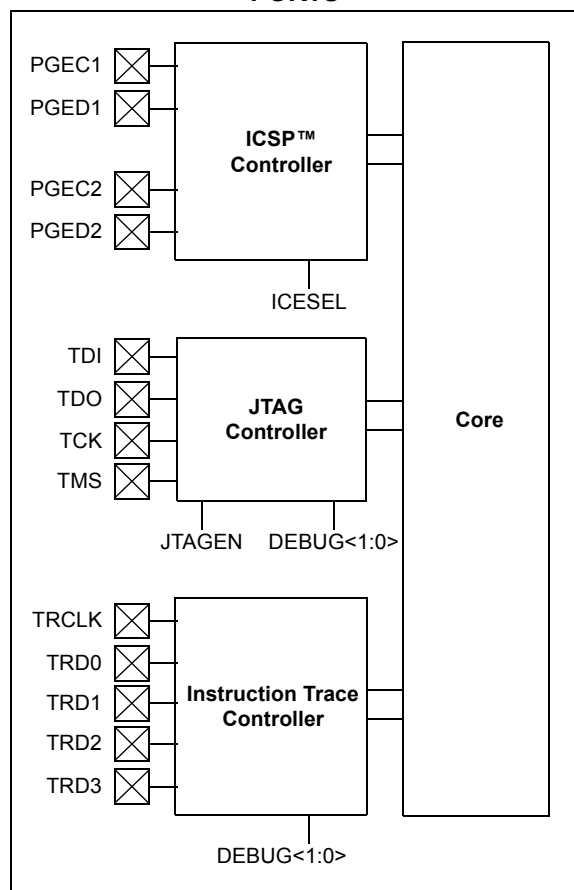 PGEC1
PGED1
ICSP™
Controller
PGEC2
PGED2
ICESEL
TDI
TDO
JTAG
Controller
Core
TCK
TMS
JTAGEN DEBUG<1:0>
TRCLK
TRD0
TRD1
Instruction Trace
Controller
TRD2
TRD3
DEBUG<1:0>